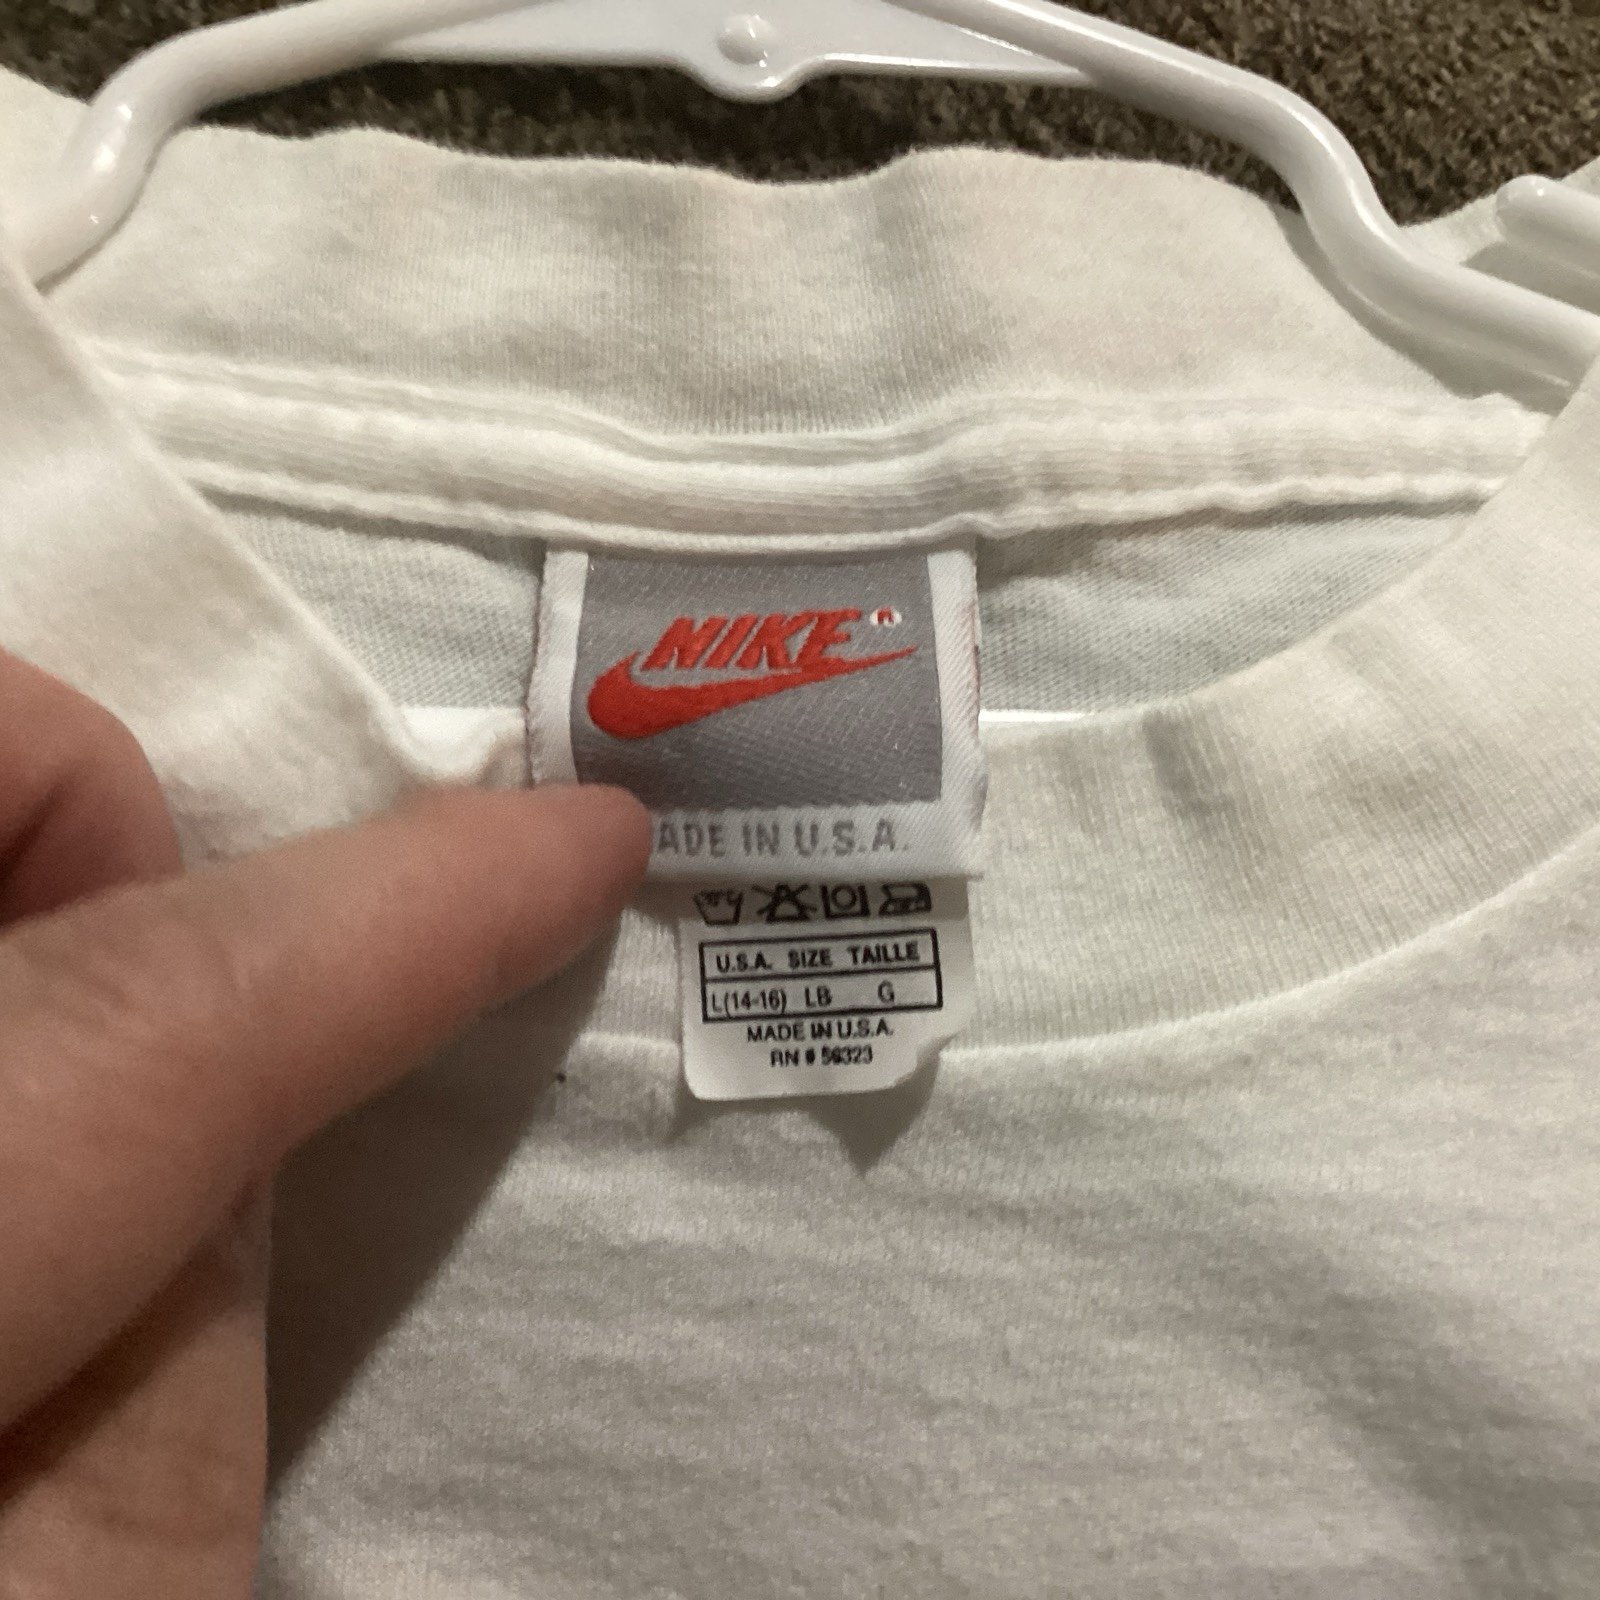 NIKE®
ADE IN U.S.A.
U.S.A. SIZE TAILLE
L(14-16) LB G
MADE IN U.S.A.
RN # 56323